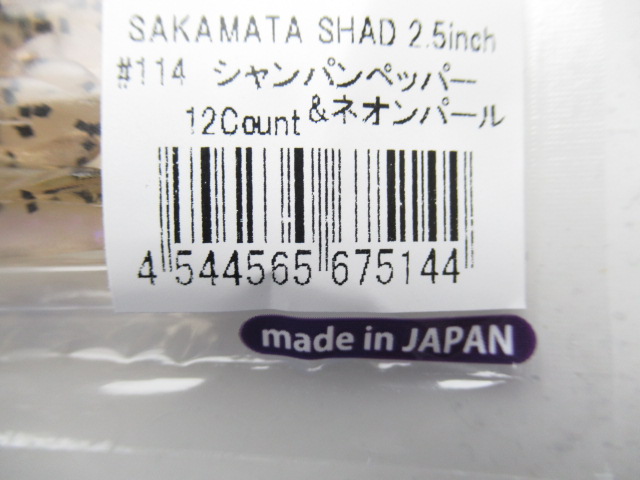 SAKAMATA SHAD 2.5inch
#114 シャンパンペッパー
&ネオンパール
12Count
4 544565 675144
made in JAPAN